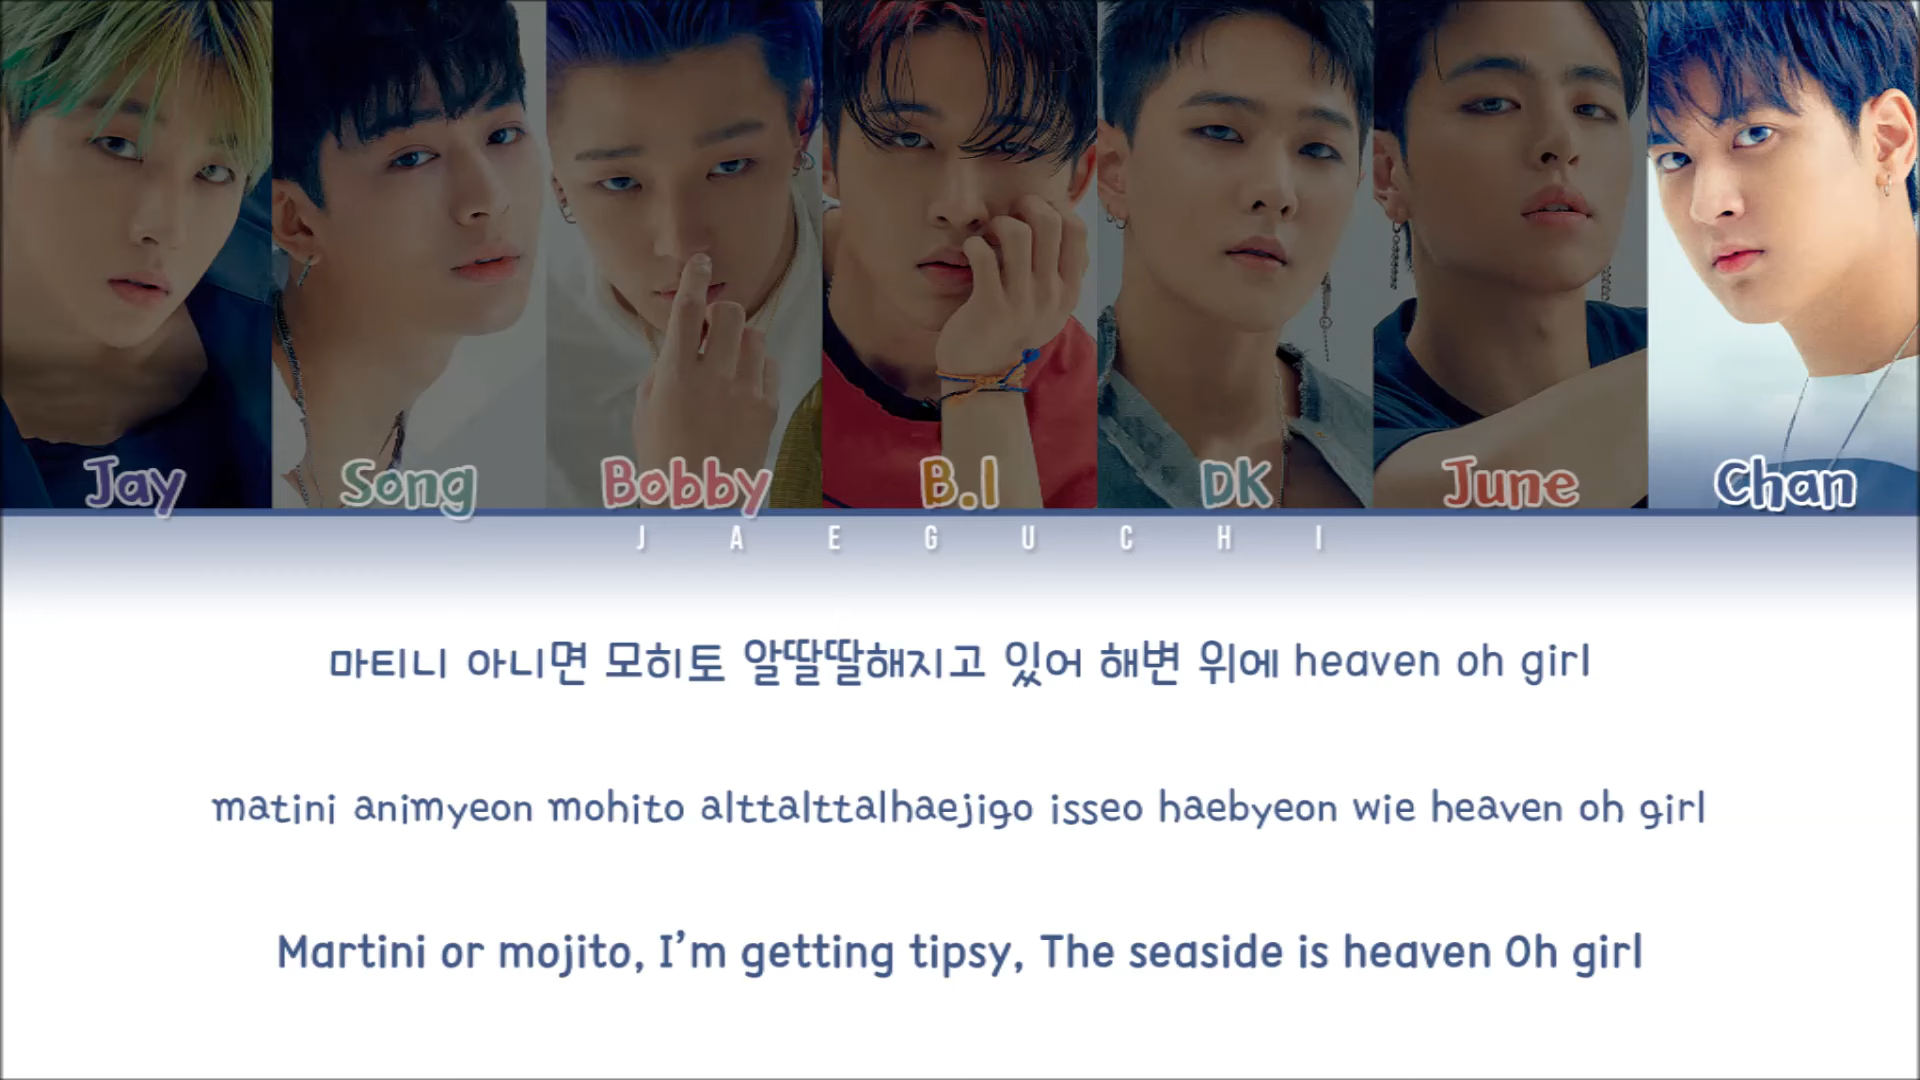 Jay Song Bobby B.I DK June Chan
JAEGUCHI
마티니 아니면 모히토 알딸딸해지고 있어 해변 위에 heaven oh girl
matini animyeon mohito alttalttalhaejigo isseo haebyeon wie heaven oh girl
Martini or mojito, I'm getting tipsy, The seaside is heaven Oh girl